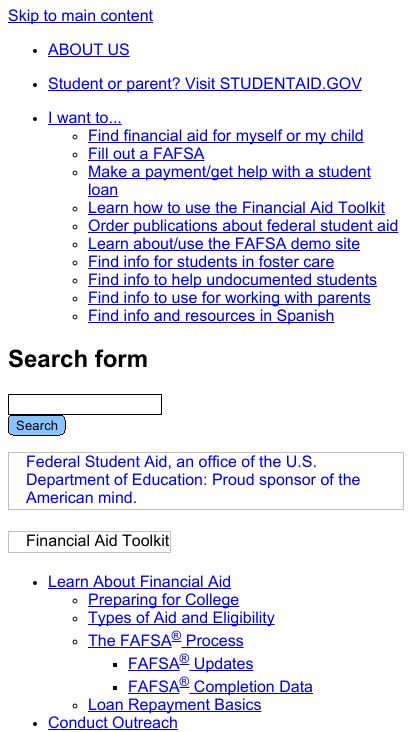 Skip to main content
ABOUT US
Student or parent? Visit STUDENTAID.GOV
I want to...
Find financial aid for myself or my child
Fill out a FAFSA
Make a payment/get help with a student
loan
Learn how to use the Financial Aid Toolkit
Order publications about federal student aid
Learn about/use the FAFSA demo site
Find info for students in foster care
Find info to help undocumented students
Find info to use for working with parents
Find info and resources in Spanish
Search form
Search
Federal Student Aid, an office of the U.S.
Department of Education: Proud sponsor of the
American mind.
Financial Aid Toolkit
Learn About Financial Aid
Preparing for College
Types of Aid and Eligibility
The FAFSA® Process
FAFSA® Updates
FAFSA® Completion Data
Loan Repayment Basics
Conduct Outreach